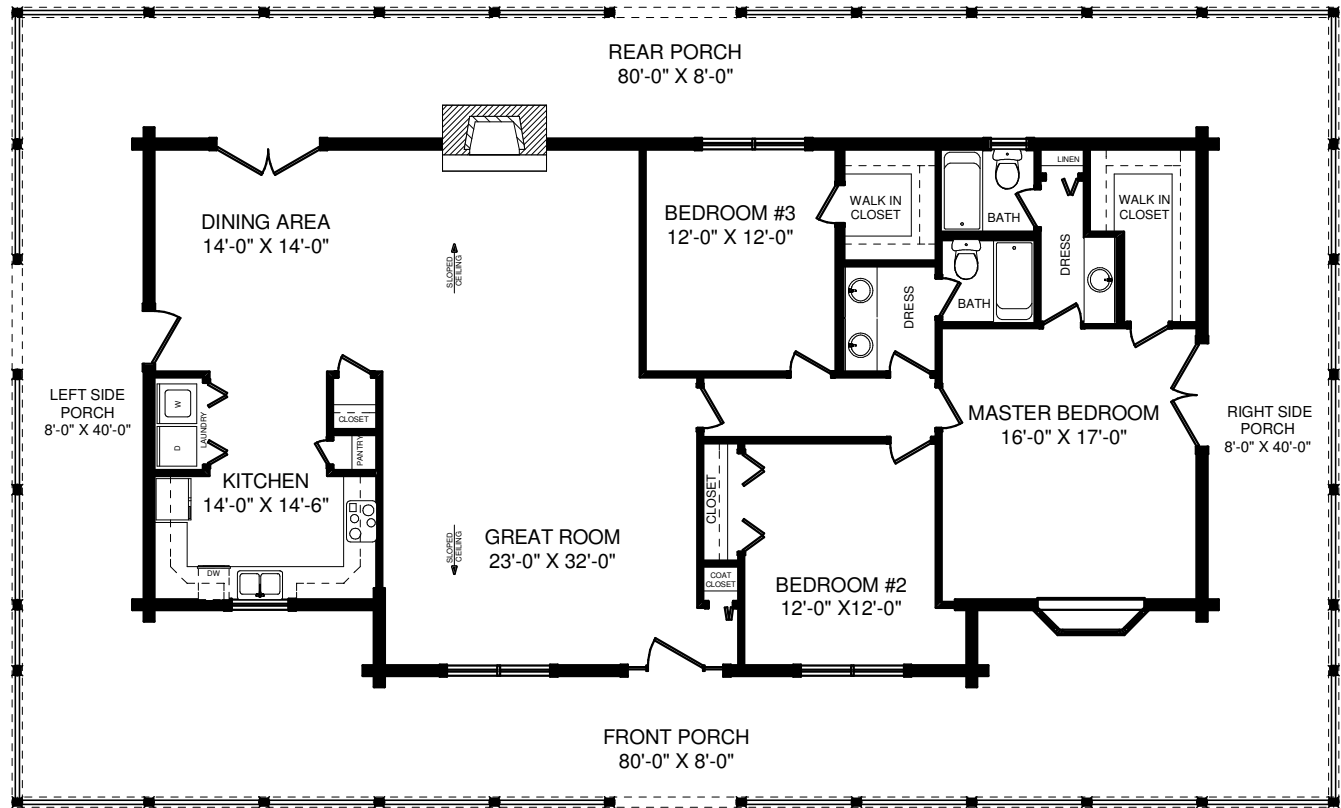 REAR PORCH
80'-0" X 8'-0"
DINING AREA
14'-0" X 14'-0"
SLOPED
CEILING
BEDROOM #3
12'-0" X 12'-0"
WALK IN
CLOSET
BATH
LINEN
DRESS
WALK IN
CLOSET
BATH
DRESS
LEFT SIDE
PORCH
8'-0" X 40'-0"
W
D
LAUNDRY
CLOSET
PANTRY
KITCHEN
14'-0" X 14'-6"
DW
SLOPED
CEILING
GREAT ROOM
23'-0" X 32'-0"
CLOSET
COAT
CLOSET
BEDROOM #2
12'-0" X12'-0"
MASTER BEDROOM
16'-0" X 17'-0"
RIGHT SIDE
PORCH
8'-0" X 40'-0"
FRONT PORCH
80'-0" X 8'-0"